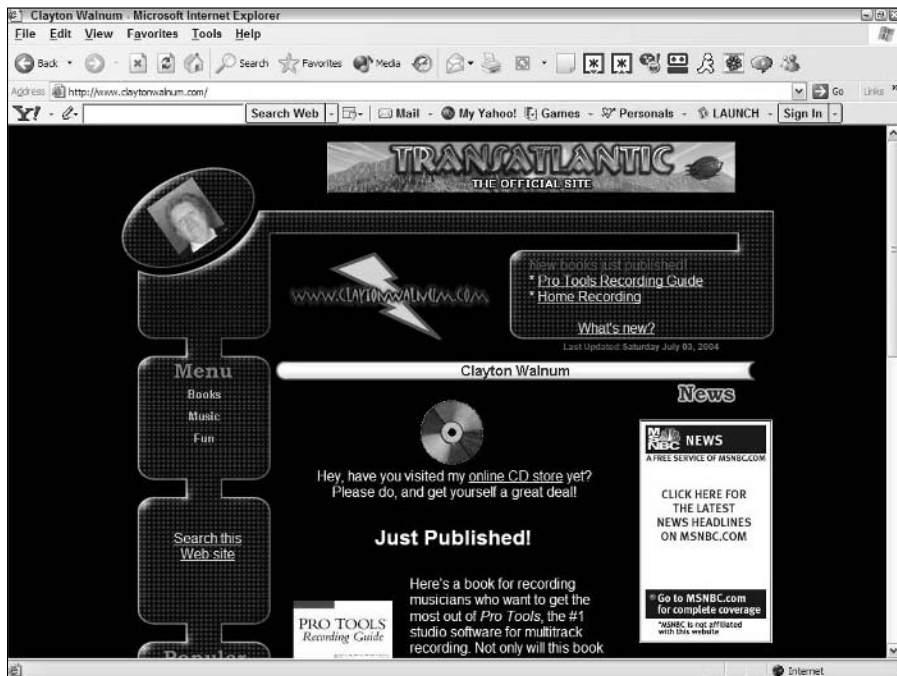 Clayton Walnum - Microsoft Internet Explorer
File Edit View Favorites Tools Help
Back Search Favorites Media
Address http://www.claytonwalnum.com/ Go Links »
Y! Search Web Mail My Yahoo! Games Personals LAUNCH Sign In
TRANSATLANTIC
THE OFFICIAL SITE
New books just published!
* Pro Tools Recording Guide
* Home Recording
What's new?
Last Updated: Saturday July 03, 2004
WWW.CLAYTONWALNUM.COM
Clayton Walnum
Menu
Books
Music
Fun
Search this
Web site
Popular
Hey, have you visited my online CD store yet?
Please do, and get yourself a great deal!
Just Published!
PRO TOOLS
Recording Guide
Here's a book for recording
musicians who want to get the
most out of Pro Tools, the #1
studio software for multitrack
recording. Not only will this book
News
MSNBC NEWS
A FREE SERVICE OF MSNBC.COM
CLICK HERE FOR
THE LATEST
NEWS HEADLINES
ON MSNBC.COM
Go to MSNBC.com
for complete coverage
*MSNBC is not affiliated
with this website
Internet